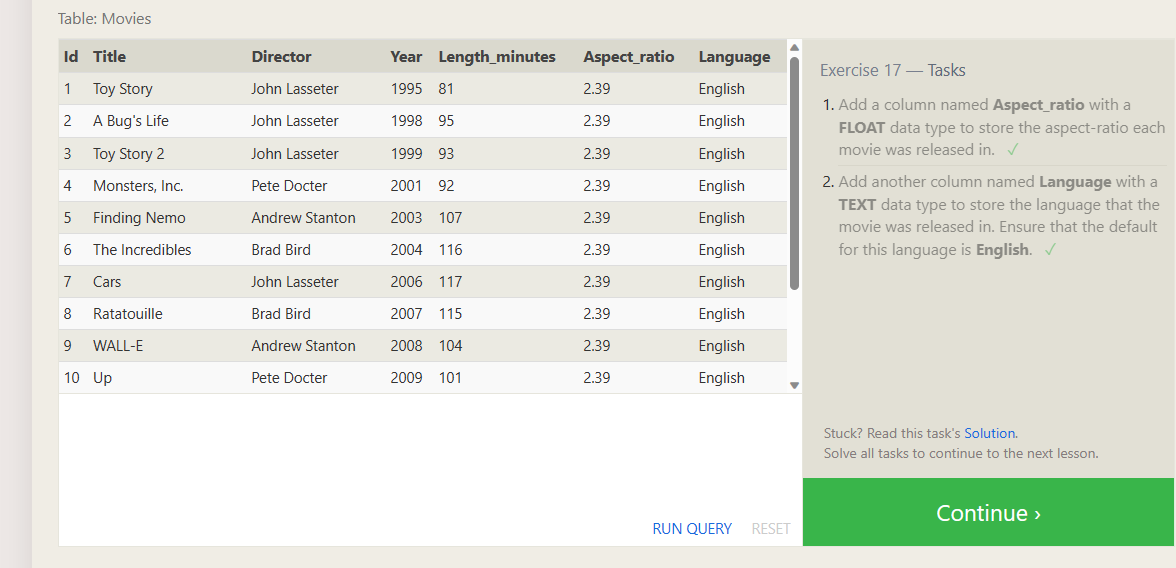 Table: Movies
Id Title Director Year Length_minutes Aspect_ratio Language
1 Toy Story John Lasseter 1995 81 2.39 English
2 A Bug's Life John Lasseter 1998 95 2.39 English
3 Toy Story 2 John Lasseter 1999 93 2.39 English
4 Monsters, Inc. Pete Docter 2001 92 2.39 English
5 Finding Nemo Andrew Stanton 2003 107 2.39 English
6 The Incredibles Brad Bird 2004 116 2.39 English
7 Cars John Lasseter 2006 117 2.39 English
8 Ratatouille Brad Bird 2007 115 2.39 English
9 WALL-E Andrew Stanton 2008 104 2.39 English
10 Up Pete Docter 2009 101 2.39 English
RUN QUERY RESET
Exercise 17 — Tasks
1. Add a column named Aspect_ratio with a
FLOAT data type to store the aspect-ratio each
movie was released in. ✓
2. Add another column named Language with a
TEXT data type to store the language that the
movie was released in. Ensure that the default
for this language is English. ✓
Stuck? Read this task's Solution.
Solve all tasks to continue to the next lesson.
Continue ›